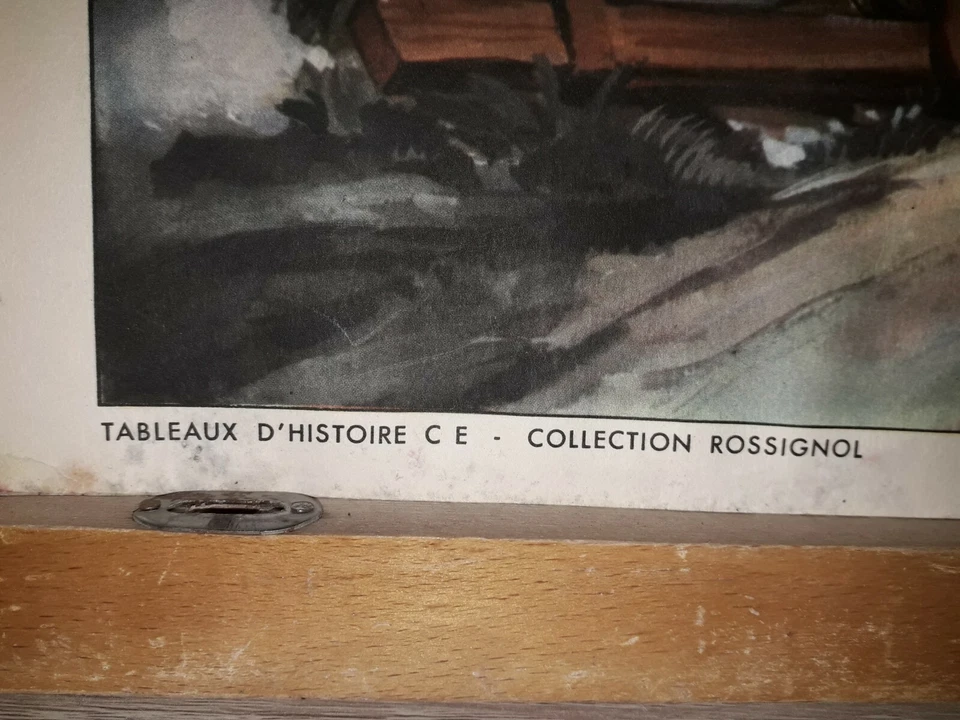 TABLEAUX D'HISTOIRE C E - COLLECTION ROSSIGNOL